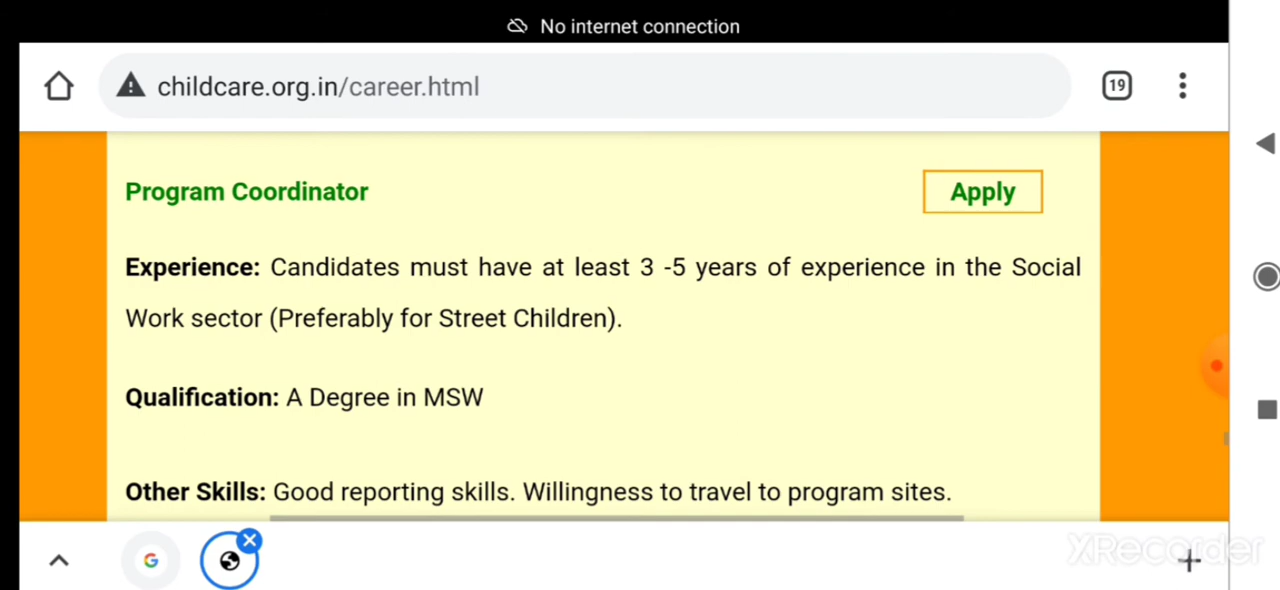 No internet connection
childcare.org.in/career.html
19
Program Coordinator
Apply
Experience: Candidates must have at least 3 -5 years of experience in the Social
Work sector (Preferably for Street Children).
Qualification: A Degree in MSW
Other Skills: Good reporting skills. Willingness to travel to program sites.
G
XRecorder